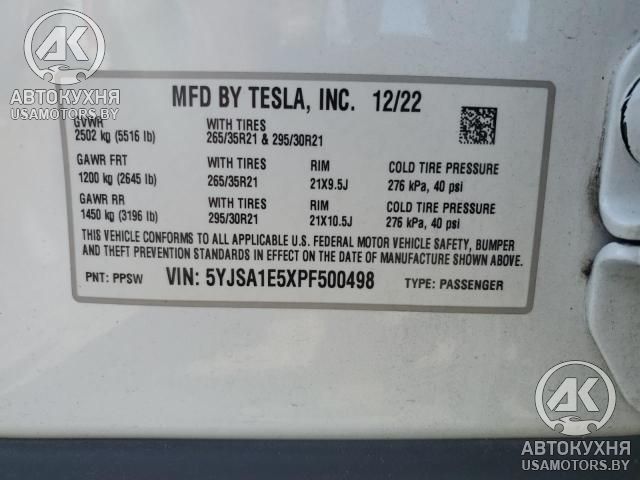 АК
АВТОКУХНЯ
USAMOTORS.BY
MFD BY TESLA, INC. 12/22
GVWR WITH TIRES
2502 kg (5516 lb) 265/35R21 & 295/30R21
GAWR FRT WITH TIRES RIM COLD TIRE PRESSURE
1200 kg (2645 lb) 265/35R21 21X9.5J 276 kPa, 40 psi
GAWR RR WITH TIRES RIM COLD TIRE PRESSURE
1450 kg (3196 lb) 295/30R21 21X10.5J 276 kPa, 40 psi
THIS VEHICLE CONFORMS TO ALL APPLICABLE U.S. FEDERAL MOTOR VEHICLE SAFETY, BUMPER
AND THEFT PREVENTION STANDARDS IN EFFECT ON THE DATE OF MANUFACTURE SHOWN ABOVE.
PNT: PPSW VIN: 5YJSA1E5XPF500498 TYPE: PASSENGER
АК
АВТОКУХНЯ
USAMOTORS.BY